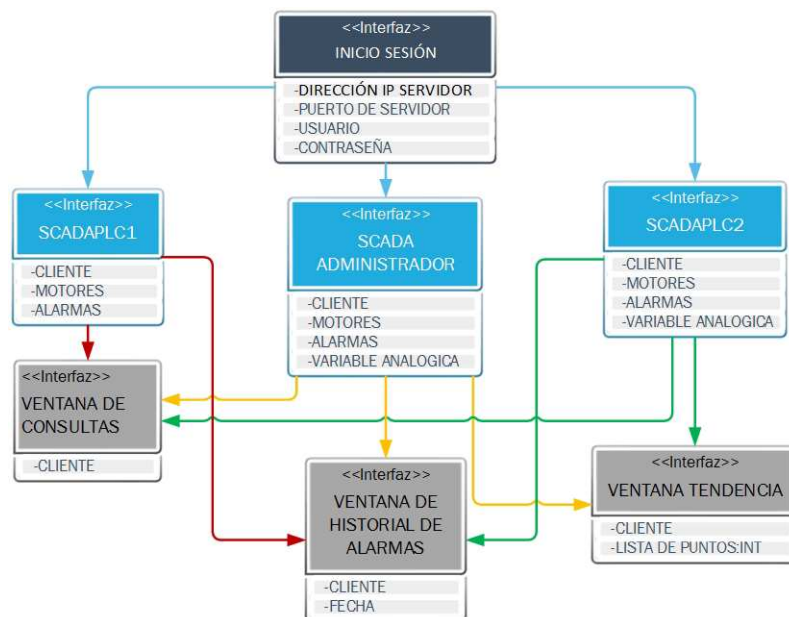 <<Interfaz>>
INICIO SESIÓN
-DIRECCIÓN IP SERVIDOR
-PUERTO DE SERVIDOR
-USUARIO
-CONTRASEÑA
<<Interfaz>>
SCADAPLC1
-CLIENTE
-MOTORES
-ALARMAS
<<Interfaz>>
SCADA
ADMINISTRADOR
-CLIENTE
-MOTORES
-ALARMAS
-VARIABLE ANALOGICA
<<Interfaz>>
SCADAPLC2
-CLIENTE
-MOTORES
-ALARMAS
-VARIABLE ANALOGICA
<<Interfaz>>
VENTANA DE
CONSULTAS
-CLIENTE
<<Interfaz>>
VENTANA DE
HISTORIAL DE
ALARMAS
-CLIENTE
-FECHA
<<Interfaz>>
VENTANA TENDENCIA
-CLIENTE
-LISTA DE PUNTOS:INT